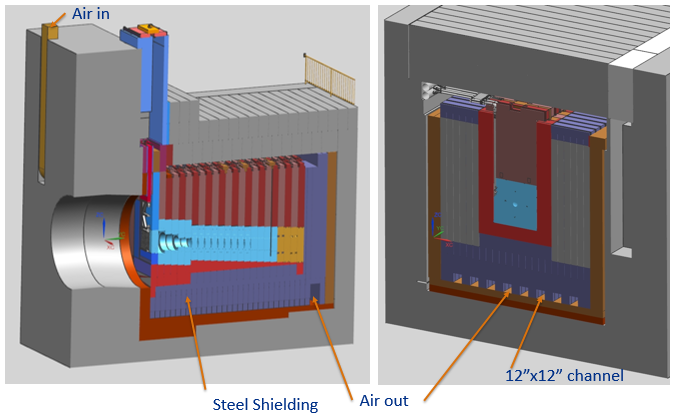 Air in
12”x12” channel
Steel Shielding
Air out